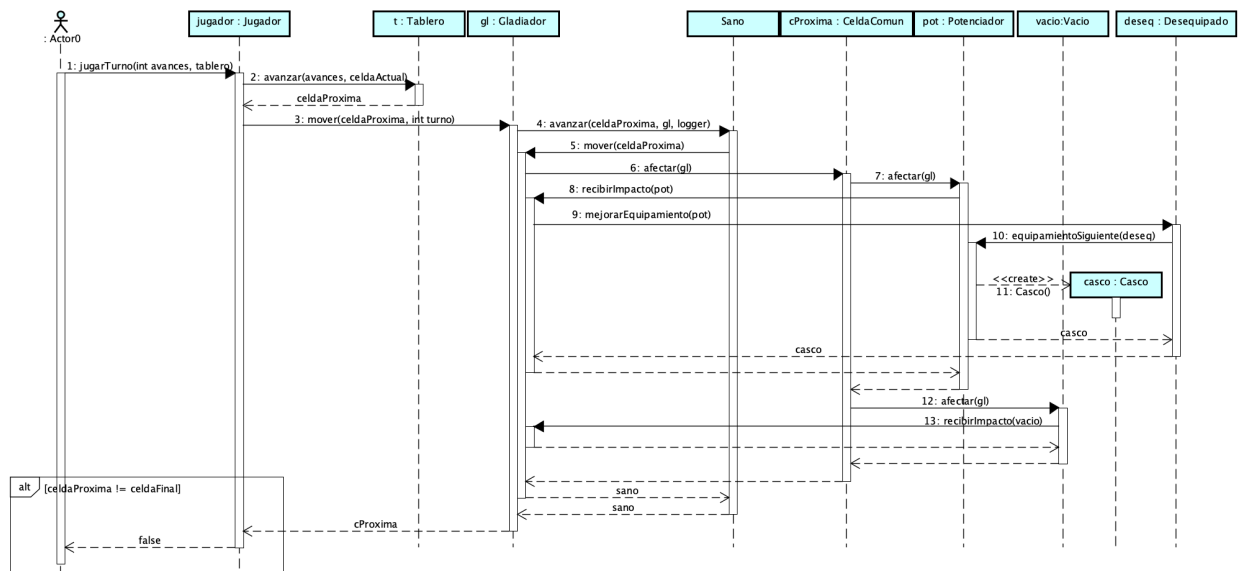 jugador : Jugador
t : Tablero
gl : Gladiador
Sano
cProxima : CeldaComun
pot : Potenciador
vacio:Vacio
deseq : Desequipado
: Actor0
1: jugarTurno(int avances, tablero)
2: avanzar(avances, celdaActual)
celdaProxima
3: mover(celdaProxima, int turno)
4: avanzar(celdaProxima, gl, logger)
5: mover(celdaProxima)
6: afectar(gl)
7: afectar(gl)
8: recibirImpacto(pot)
9: mejorarEquipamiento(pot)
10: equipamientoSiguiente(deseq)
<<create>>
11: Casco()
casco : Casco
casco
casco
12: afectar(gl)
13: recibirImpacto(vacio)
alt
[celdaProxima != celdaFinal]
sano
sano
cProxima
false